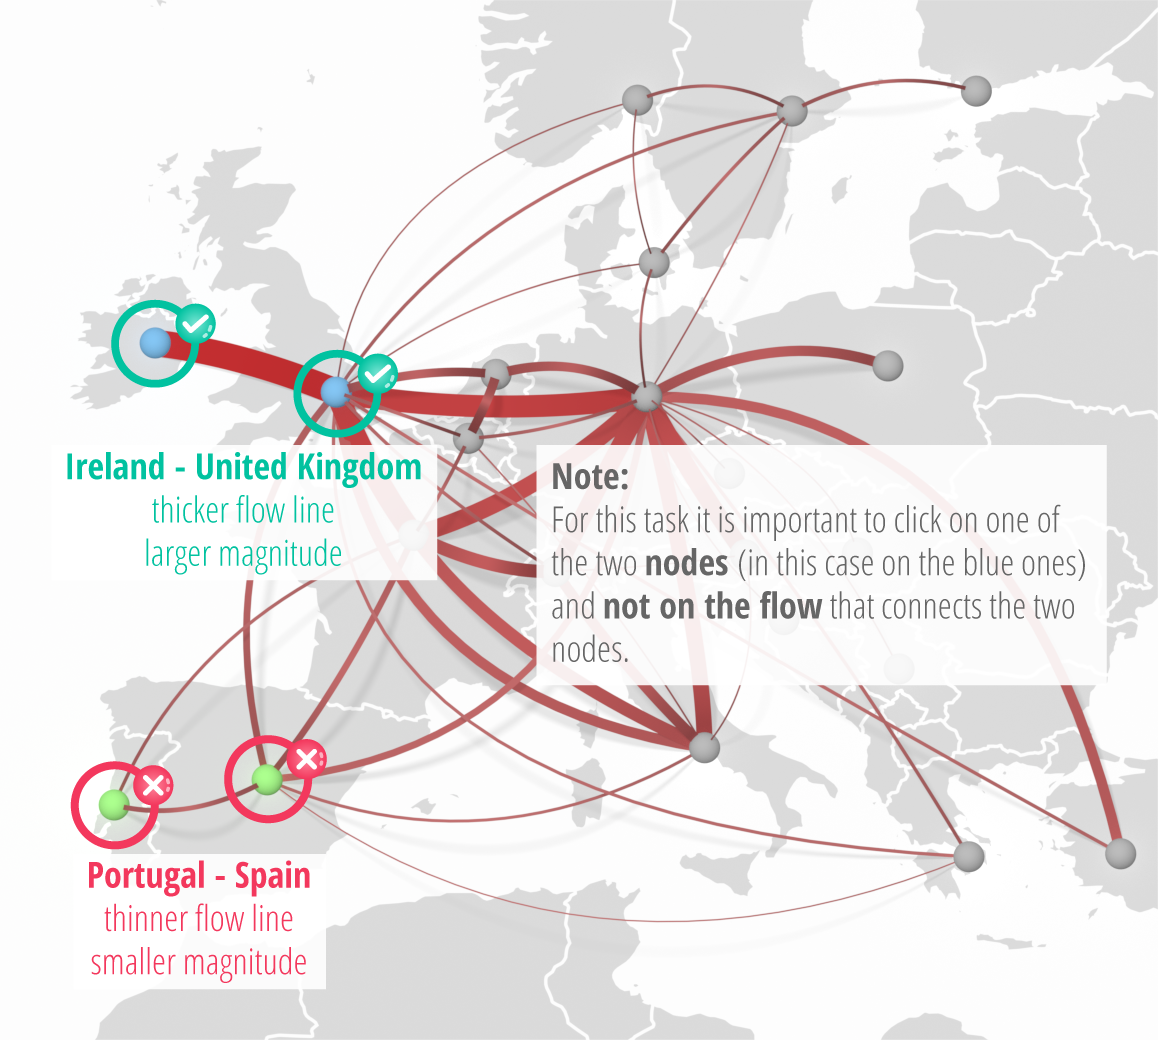 Ireland - United Kingdom
thicker flow line
larger magnitude
Note:
For this task it is important to click on one of
the two nodes (in this case on the blue ones)
and not on the flow that connects the two
nodes.
Portugal - Spain
thinner flow line
smaller magnitude